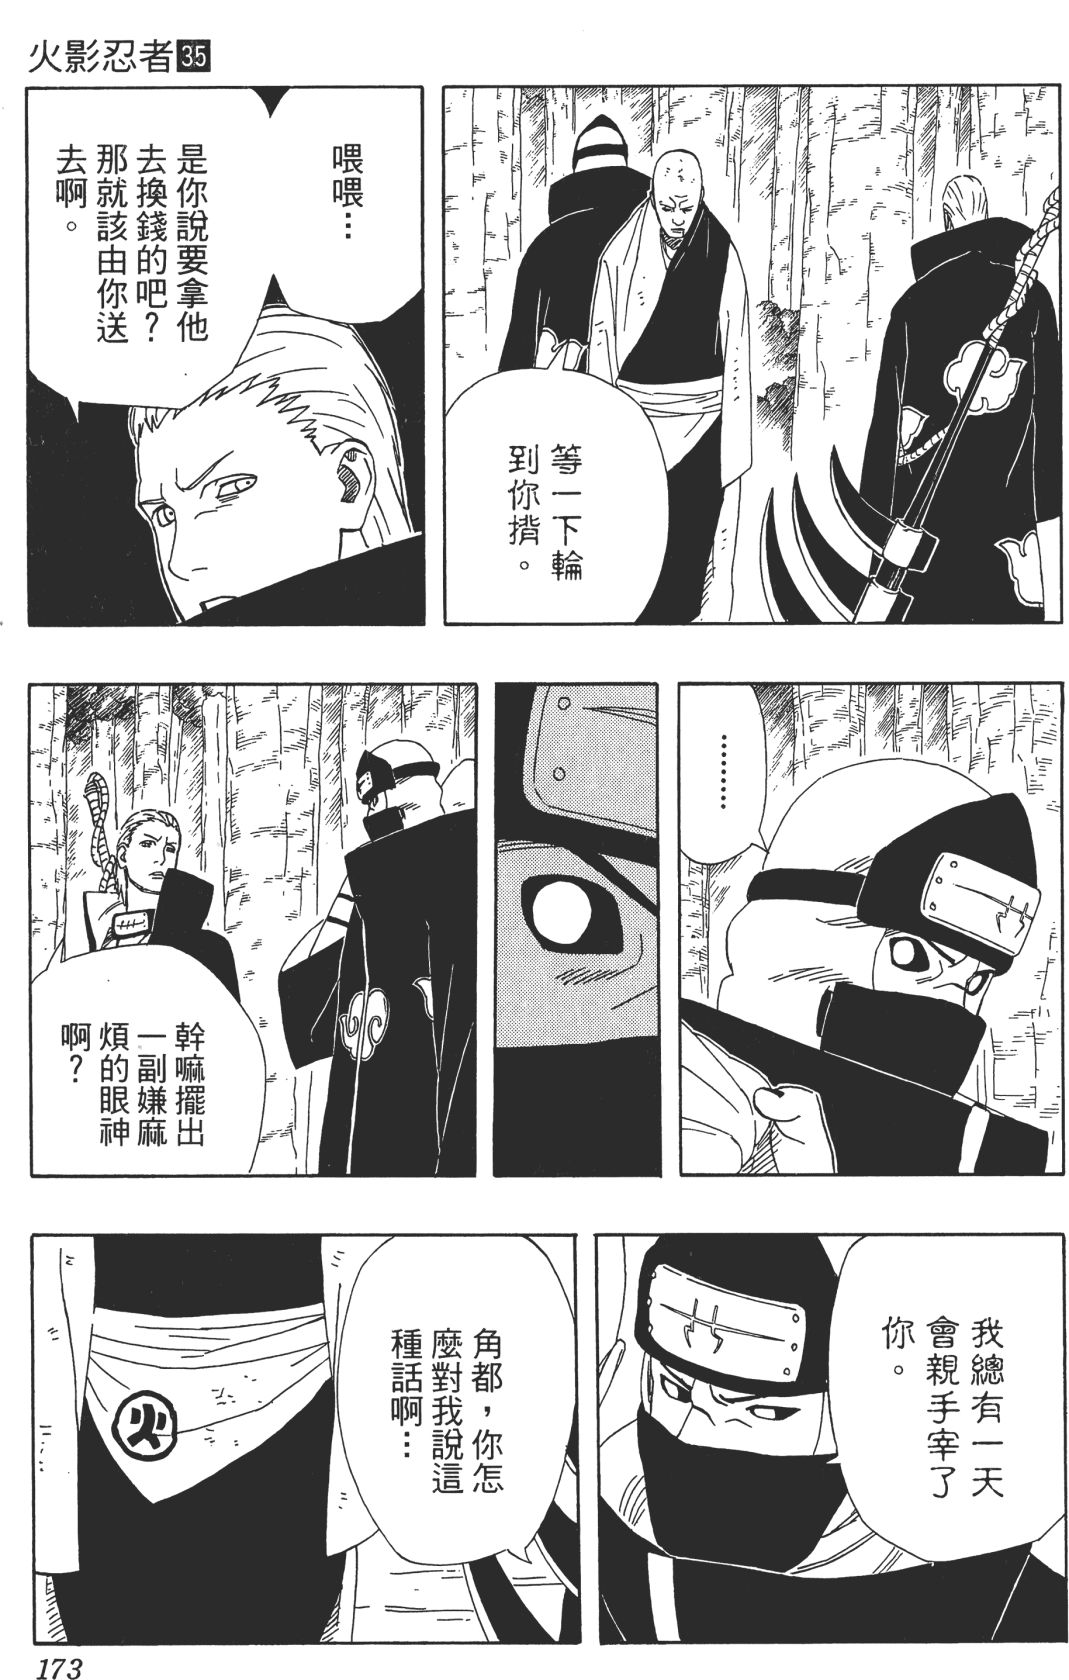 火影忍者35
等一下輪
到你揹。
喂喂…
是你說要拿他
去換錢的吧？
那就該由你送
去啊。
………
幹嘛擺出
一副嫌麻
煩的眼神
啊？
我總有一天
會親手宰了
你。
角都，你怎
麼對我說這
種話啊…
火
173